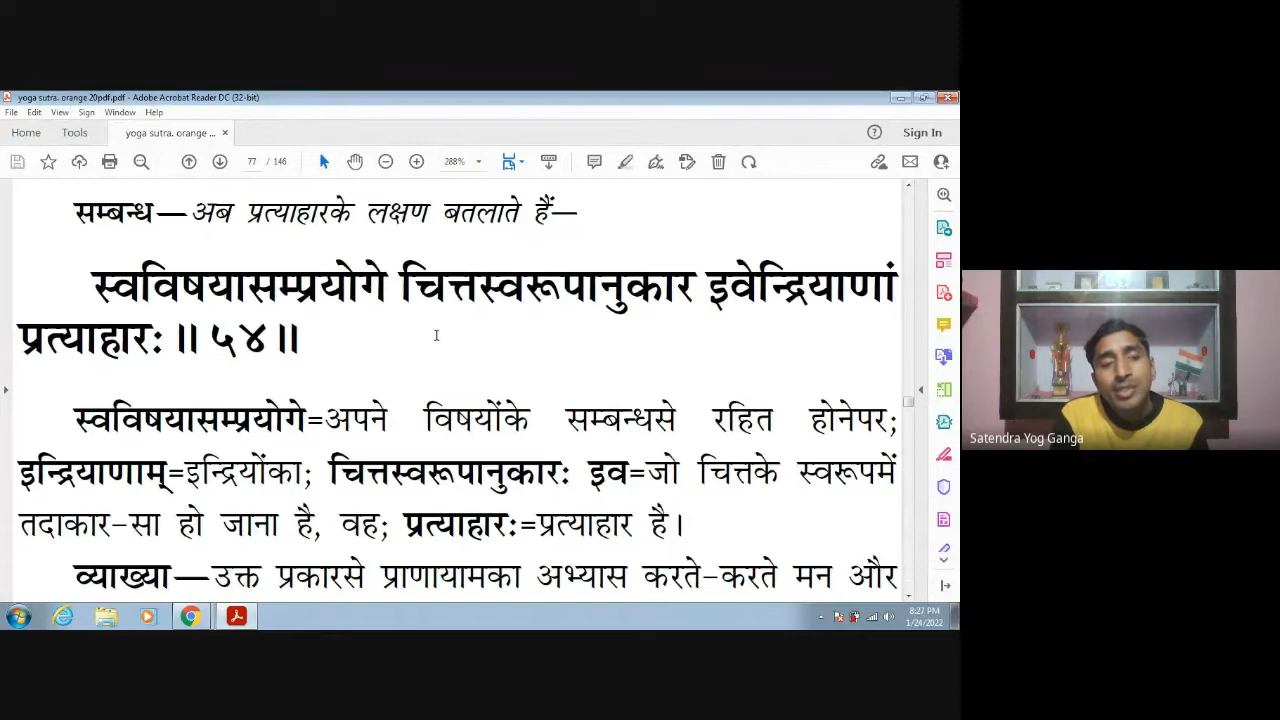 yoga sutra. orange 20pdf.pdf - Adobe Acrobat Reader DC (32-bit)
File Edit View Sign Window Help
Home Tools yoga sutra. orange ... × Sign In
77 / 146 288%
सम्बन्ध—अब प्रत्याहारके लक्षण बतलाते हैं—
स्वविषयासम्प्रयोगे चित्तस्वरूपानुकार इवेन्द्रियाणां
प्रत्याहारः ॥ ५४ ॥
स्वविषयासम्प्रयोगे=अपने विषयोंके सम्बन्धसे रहित होनेपर;
इन्द्रियाणाम्=इन्द्रियोंका; चित्तस्वरूपानुकारः इव=जो चित्तके स्वरूपमें
तदाकार-सा हो जाना है, वह; प्रत्याहारः=प्रत्याहार है।
व्याख्या—उक्त प्रकारसे प्राणायामका अभ्यास करते-करते मन और
Satendra Yog Ganga
8:27 PM
1/24/2022